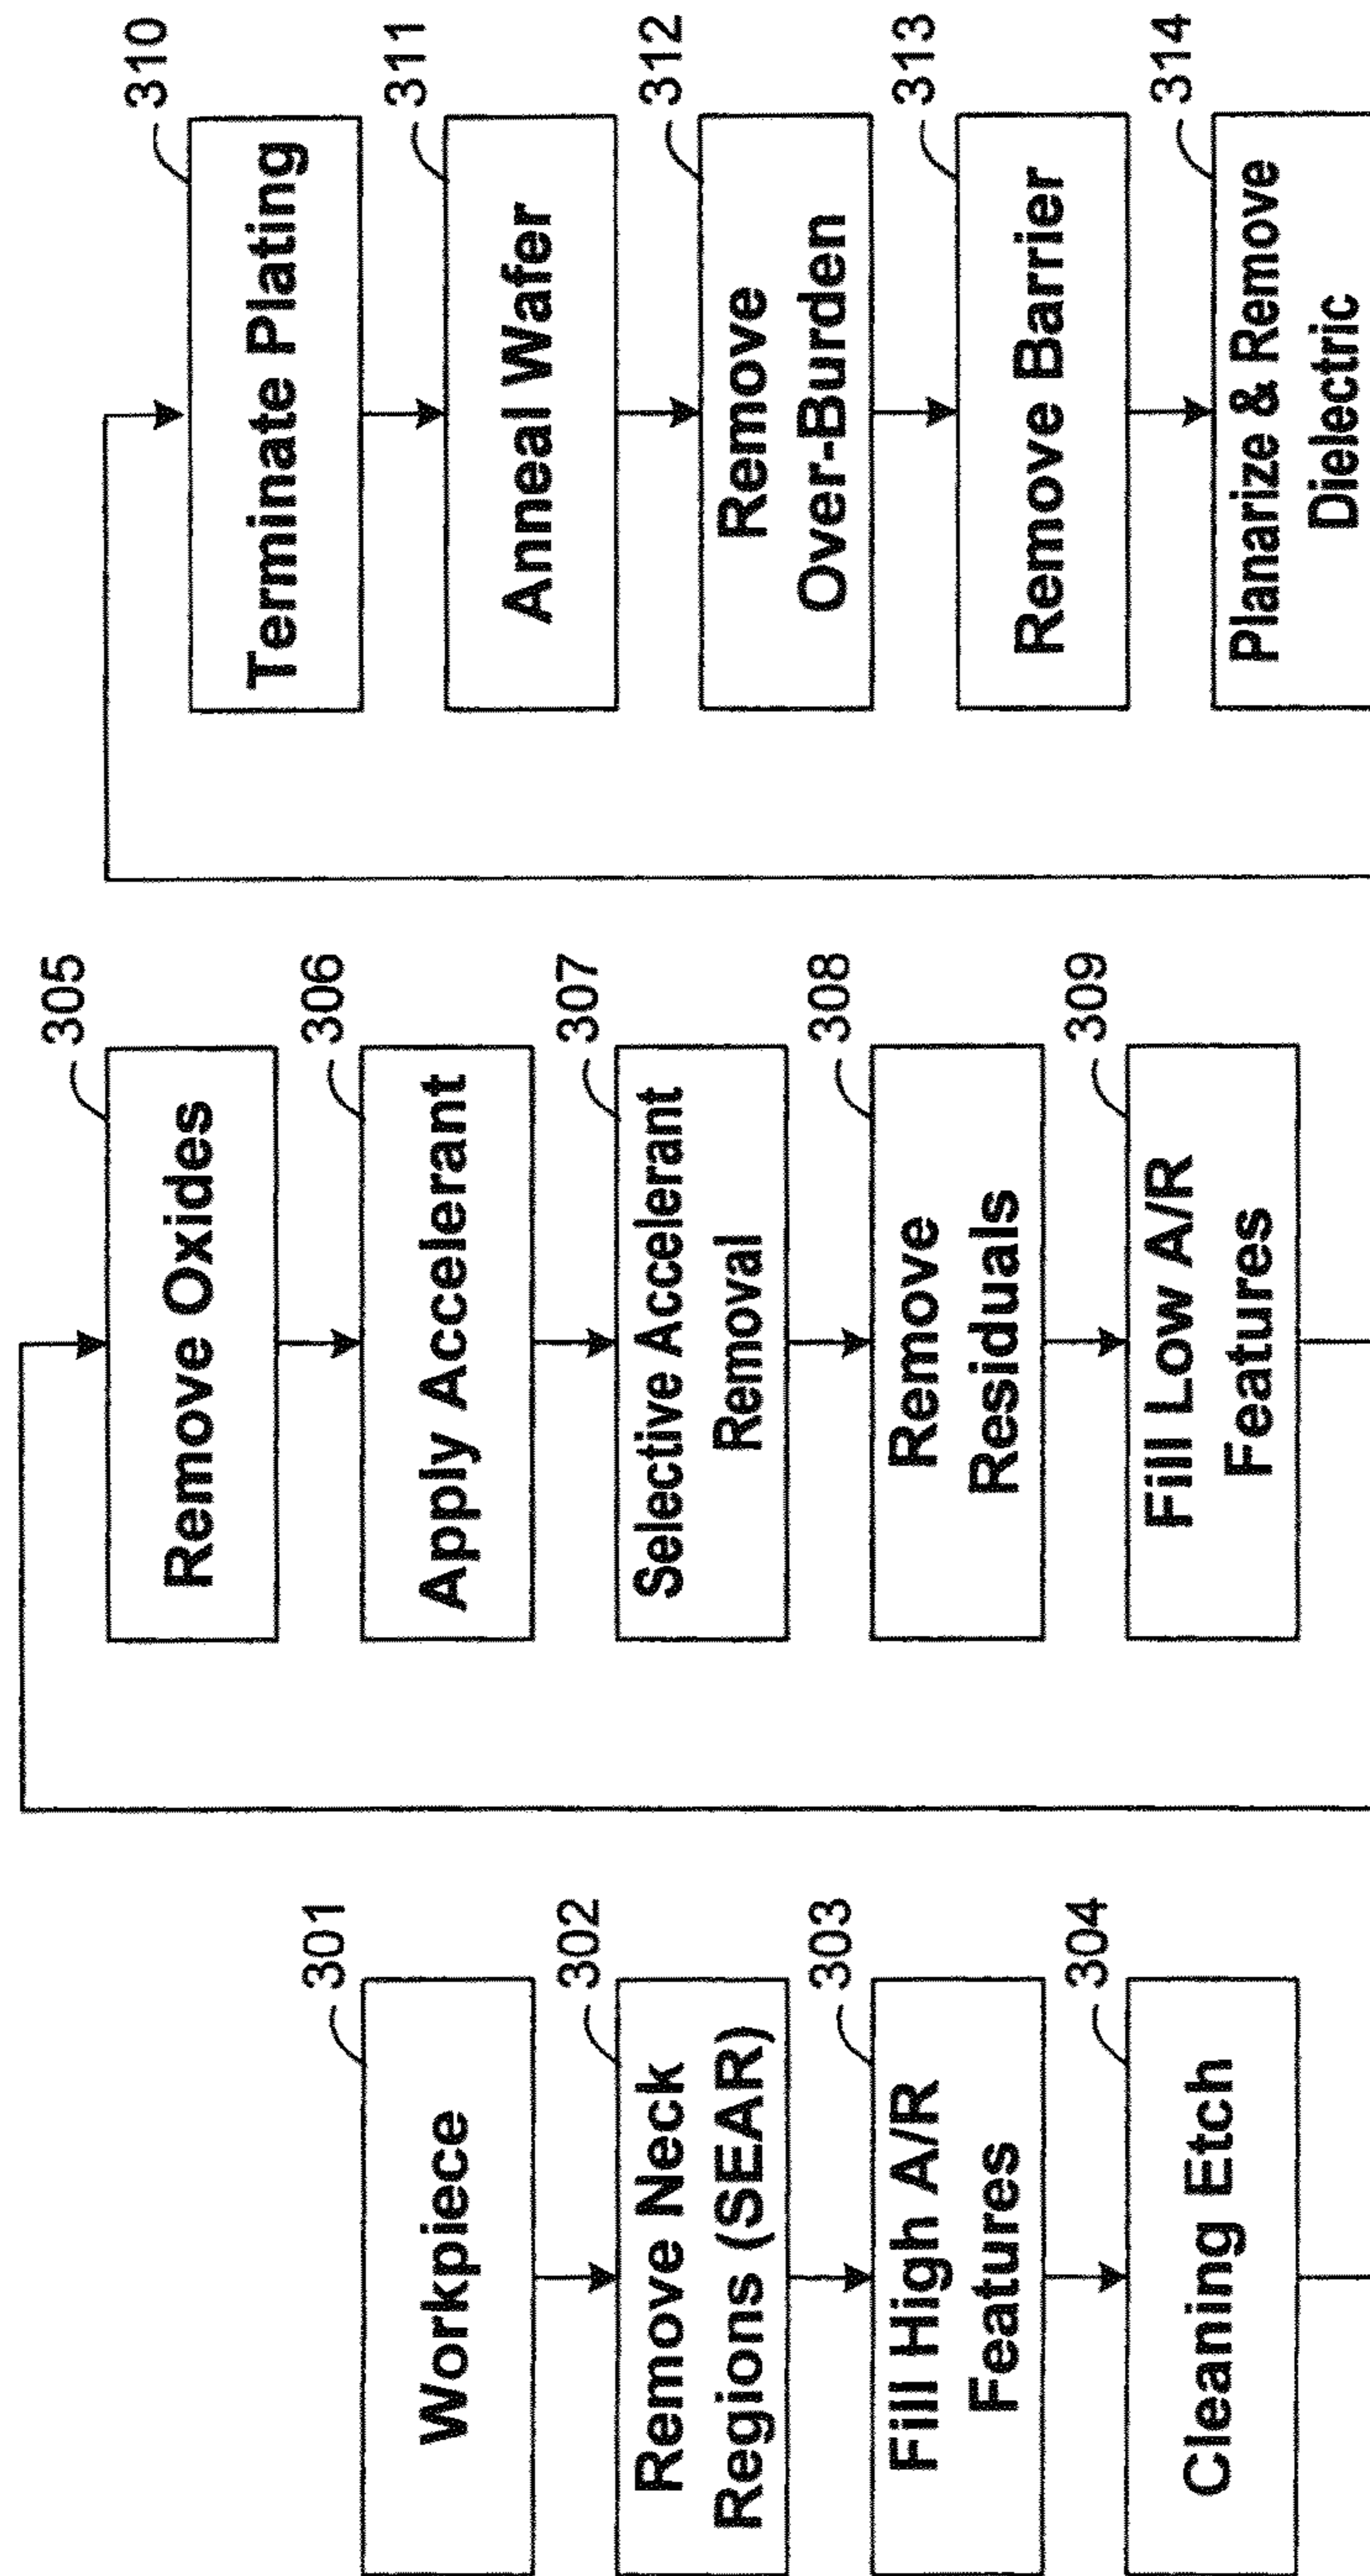 301
Workpiece
302
Remove Neck
Regions (SEAR)
303
Fill High A/R
Features
304
Cleaning Etch
305
Remove Oxides
306
Apply Accelerant
307
Selective Accelerant
Removal
308
Remove
Residuals
309
Fill Low A/R
Features
310
Terminate Plating
311
Anneal Wafer
312
Remove
Over-Burden
313
Remove Barrier
314
Planarize & Remove
Dielectric